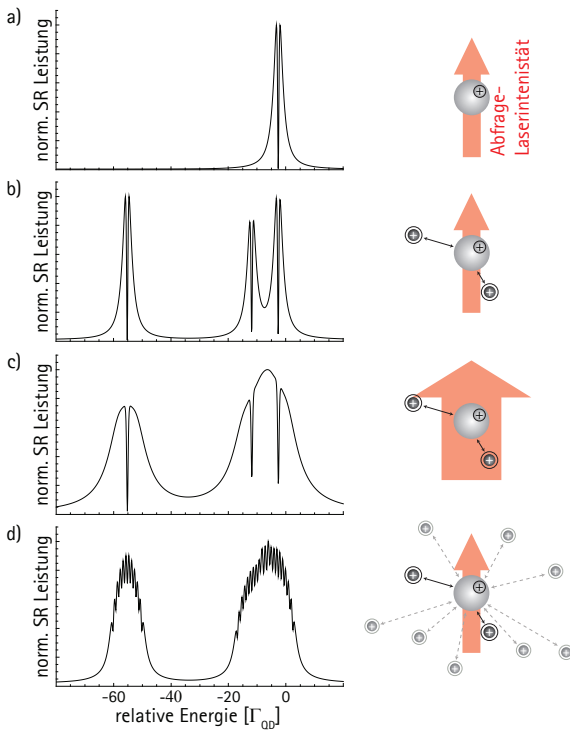 a)
norm. SR Leistung
Abfrage-
Laserintenistät
b)
norm. SR Leistung
c)
norm. SR Leistung
d)
norm. SR Leistung
-60 -40 -20 0
relative Energie [Γ_QD]